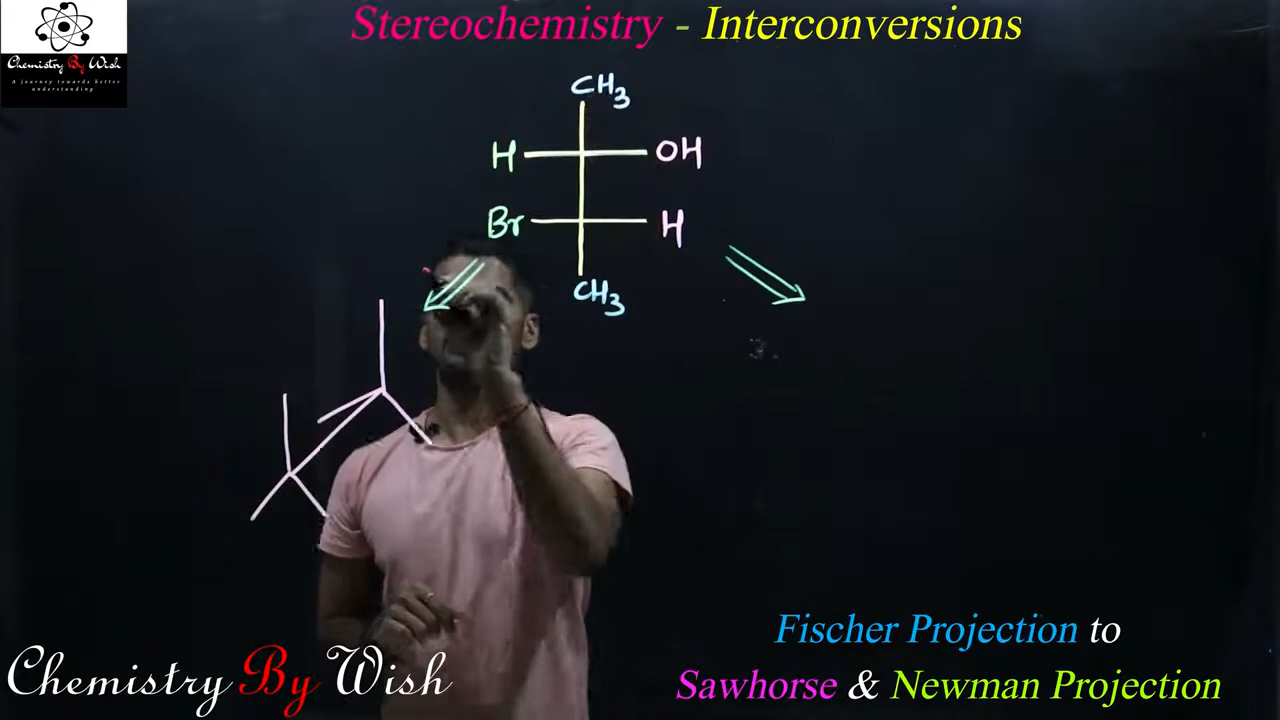 Stereochemistry - Interconversions
Chemistry By Wish
A journey towards better
understanding
CH3
H OH
Br H
CH3
Fischer Projection to
Sawhorse & Newman Projection
Chemistry By Wish